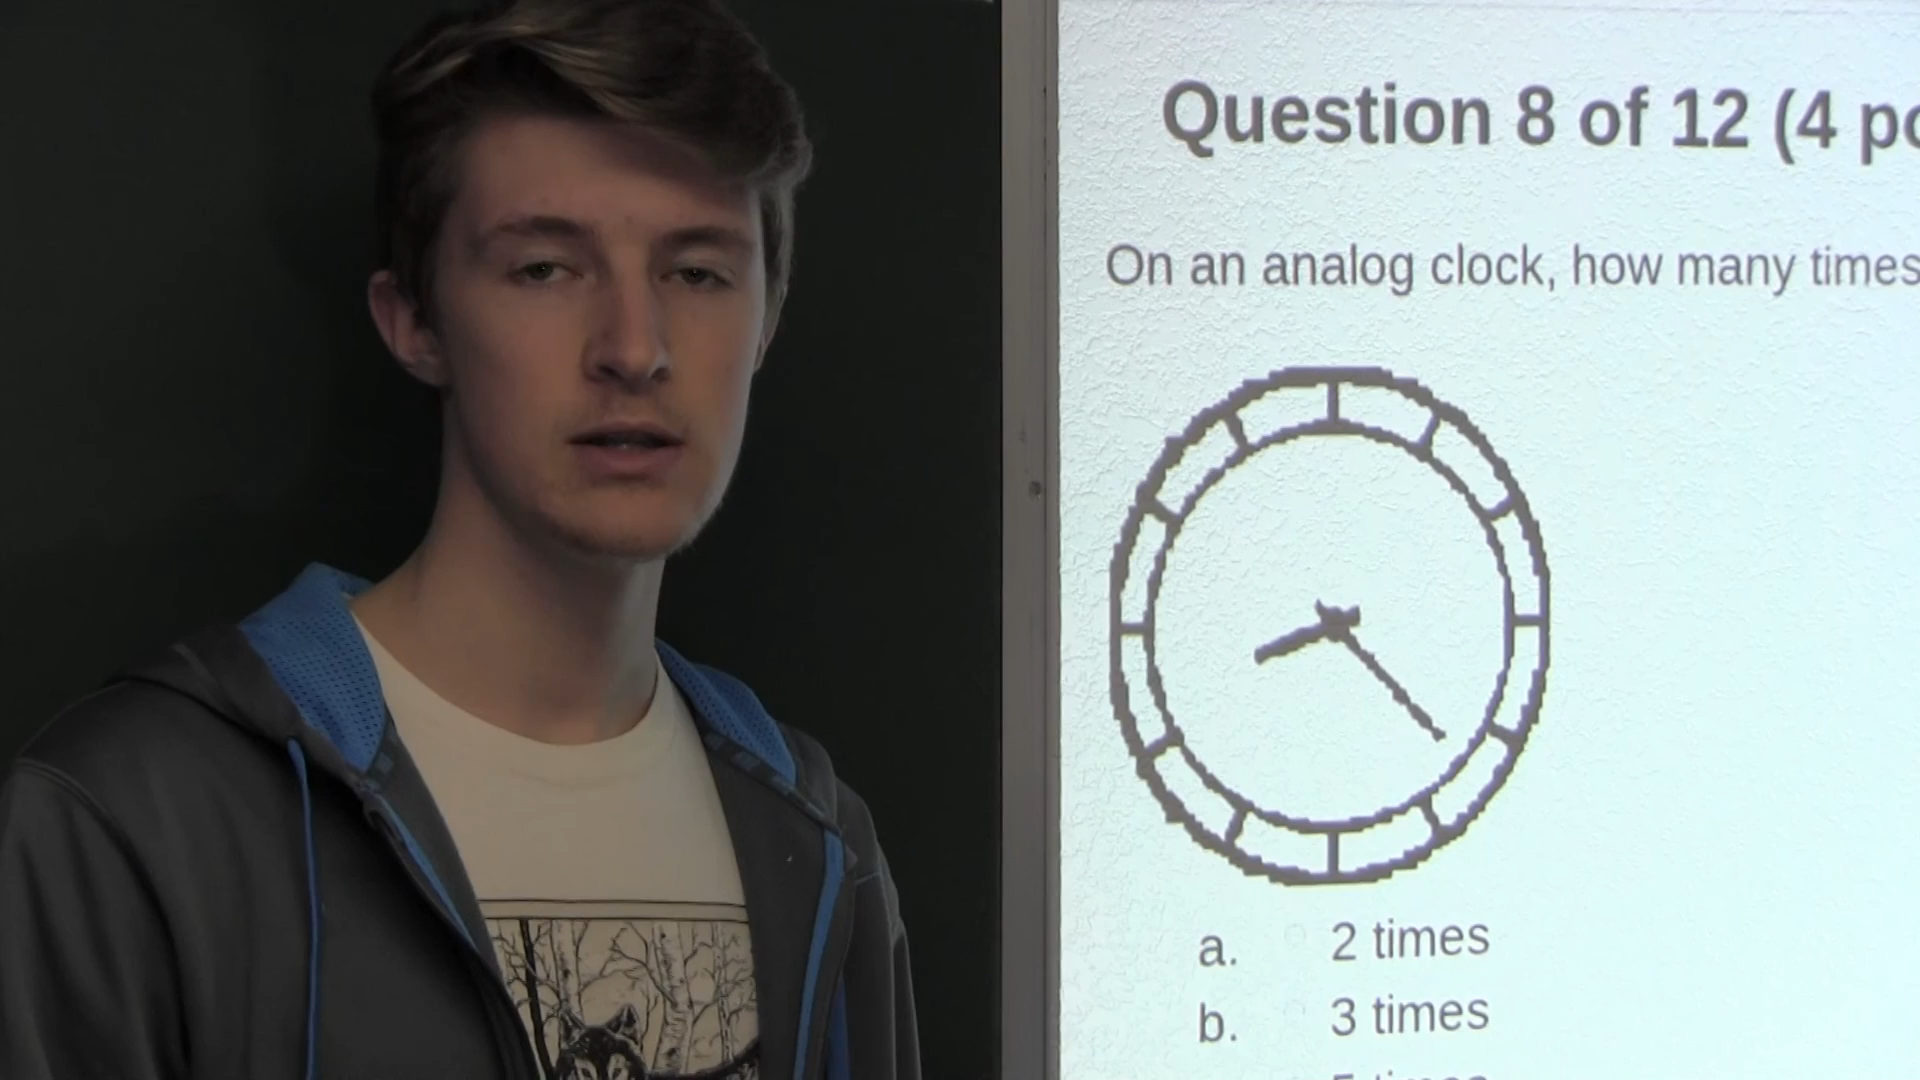 Question 8 of 12 (4 po
On an analog clock, how many times
a. 2 times
b. 3 times